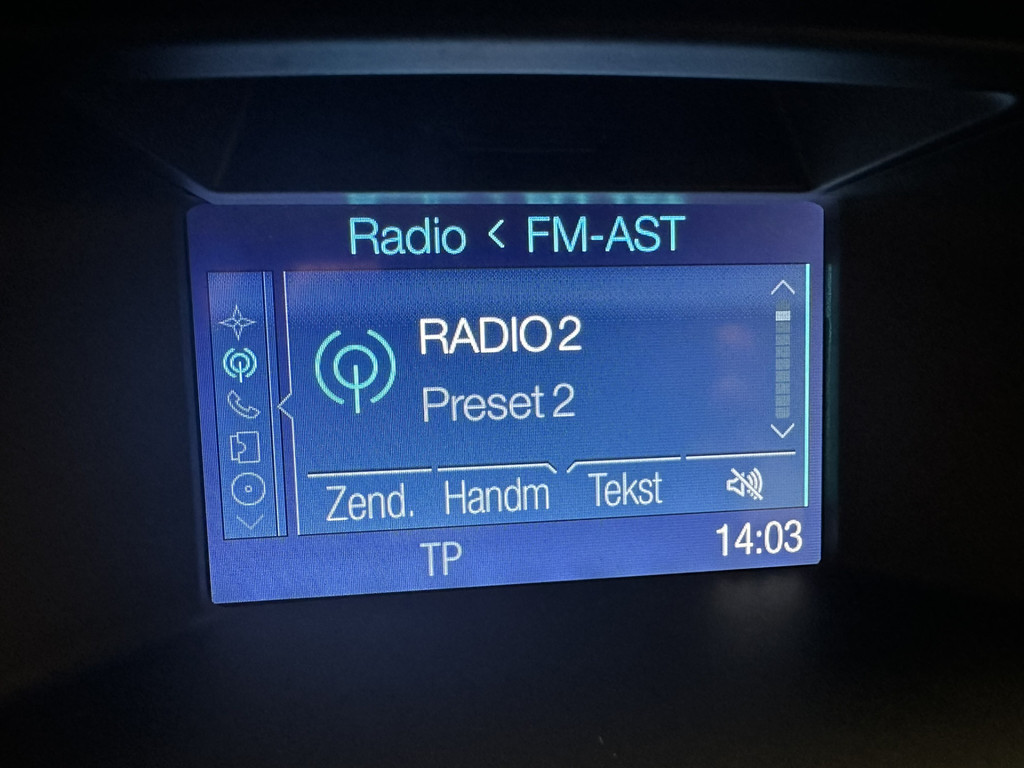 Radio < FM-AST
RADIO 2
Preset 2
Zend. Handm Tekst
TP 14:03